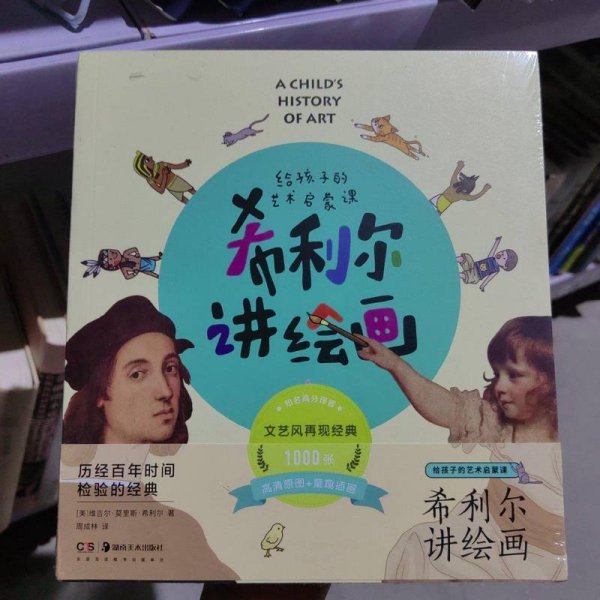 A CHILD'S
HISTORY
OF ART
给孩子的
艺术启蒙课
希利尔
讲绘画
知名高分译者
文艺风再现经典
1000张
高清原图+童趣插图
历经百年时间
检验的经典
[美]维吉尔·莫里斯·希利尔 著
周成林 译
给孩子的艺术启蒙课
希利尔
讲绘画
CS
湖南美术出版社